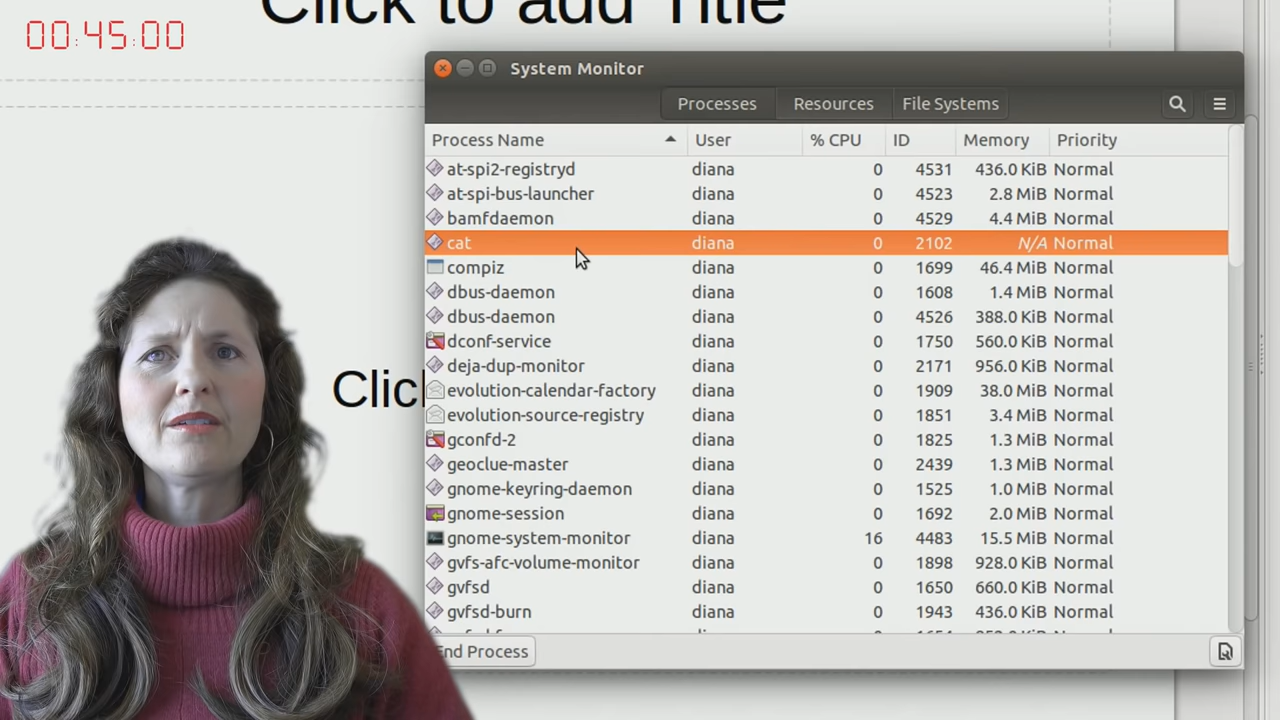 Click to add Title
00:45:00
System Monitor
Processes Resources File Systems
Process Name User % CPU ID Memory Priority
at-spi2-registryd diana 0 4531 436.0 KiB Normal
at-spi-bus-launcher diana 0 4523 2.8 MiB Normal
bamfdaemon diana 0 4529 4.4 MiB Normal
cat diana 0 2102 N/A Normal
compiz diana 0 1699 46.4 MiB Normal
dbus-daemon diana 0 1608 1.4 MiB Normal
dbus-daemon diana 0 4526 388.0 KiB Normal
dconf-service diana 0 1750 560.0 KiB Normal
deja-dup-monitor diana 0 2171 956.0 KiB Normal
Clic
evolution-calendar-factory diana 0 1909 38.0 MiB Normal
evolution-source-registry diana 0 1851 3.4 MiB Normal
gconfd-2 diana 0 1825 1.3 MiB Normal
geoclue-master diana 0 2439 1.3 MiB Normal
gnome-keyring-daemon diana 0 1525 1.0 MiB Normal
gnome-session diana 0 1692 2.0 MiB Normal
gnome-system-monitor diana 16 4483 15.5 MiB Normal
gvfs-afc-volume-monitor diana 0 1898 928.0 KiB Normal
gvfsd diana 0 1650 660.0 KiB Normal
gvfsd-burn diana 0 1943 436.0 KiB Normal
End Process